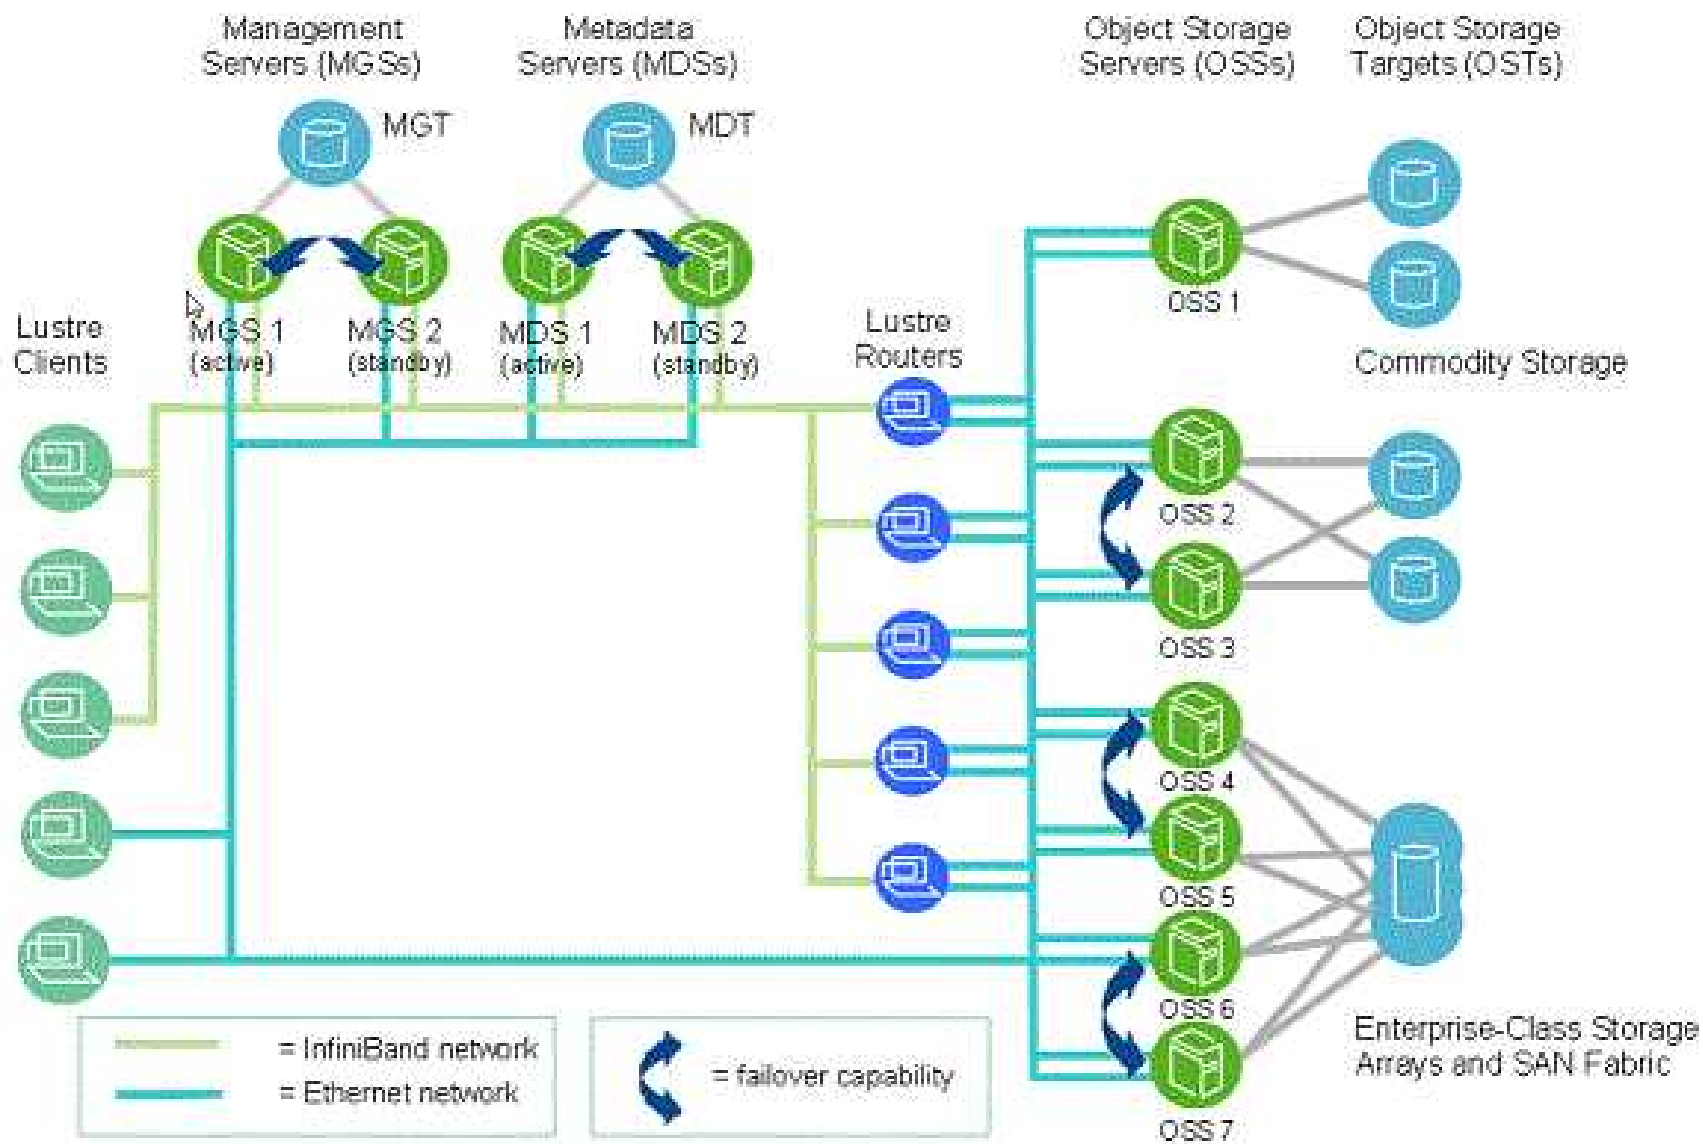 Management
Servers (MGSs)
Metadata
Servers (MDSs)
Object Storage
Servers (OSSs)
Object Storage
Targets (OSTs)
MGT
MDT
MGS 1
(active)
MGS 2
(standby)
MDS 1
(active)
MDS 2
(standby)
Lustre
Clients
Lustre
Routers
OSS 1
Commodity Storage
OSS 2
OSS 3
OSS 4
OSS 5
OSS 6
OSS 7
Enterprise-Class Storage
Arrays and SAN Fabric
= InfiniBand network
= Ethernet network
= failover capability